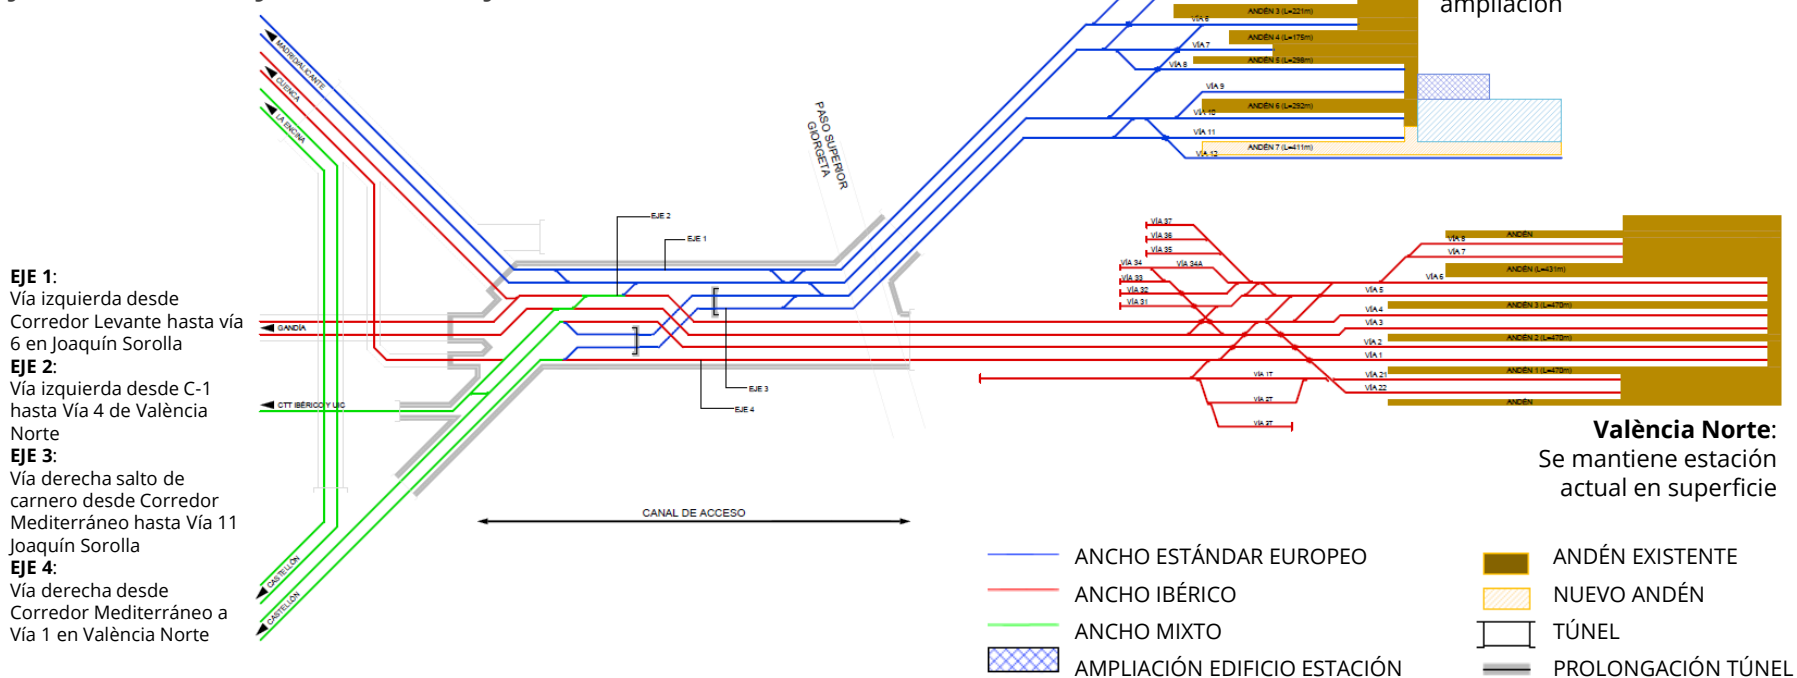 ampliación
ANDÉN 3 (L=221m)
VÍA 6
ANDÉN 4 (L=175m)
VÍA 7
ANDÉN 5 (L=298m)
VÍA 8
VÍA 9
ANDÉN 6 (L=292m)
VÍA 10
VÍA 11
ANDÉN 7 (L=411m)
VÍA 12
MADRID/ALICANTE
CUENCA
LA ENCINA
PASO SUPERIOR
GIORGETA
EJE 2
EJE 1
GANDÍA
CTT IBÉRICO Y UIC
EJE 3
EJE 4
CASTELLÓN
CASTELLÓN
CANAL DE ACCESO
VÍA 37
VÍA 36
VÍA 35
VÍA 34
VÍA 34A
VÍA 33
VÍA 32
VÍA 31
VÍA 1T
VÍA 2T
VÍA 3T
ANDÉN
VÍA 8
VÍA 7
ANDÉN (L=431m)
VÍA 6
VÍA 5
ANDÉN 3 (L=470m)
VÍA 4
VÍA 3
ANDÉN 2 (L=470m)
VÍA 2
VÍA 1
ANDÉN 1 (L=470m)
VÍA 21
VÍA 22
ANDÉN
EJE 1:
Vía izquierda desde
Corredor Levante hasta vía
6 en Joaquín Sorolla
EJE 2:
Vía izquierda desde C-1
hasta Vía 4 de València
Norte
EJE 3:
Vía derecha salto de
carnero desde Corredor
Mediterráneo hasta Vía 11
Joaquín Sorolla
EJE 4:
Vía derecha desde
Corredor Mediterráneo a
Vía 1 en València Norte
València Norte:
Se mantiene estación
actual en superficie
ANCHO ESTÁNDAR EUROPEO
ANCHO IBÉRICO
ANCHO MIXTO
AMPLIACIÓN EDIFICIO ESTACIÓN
ANDÉN EXISTENTE
NUEVO ANDÉN
TÚNEL
PROLONGACIÓN TÚNEL